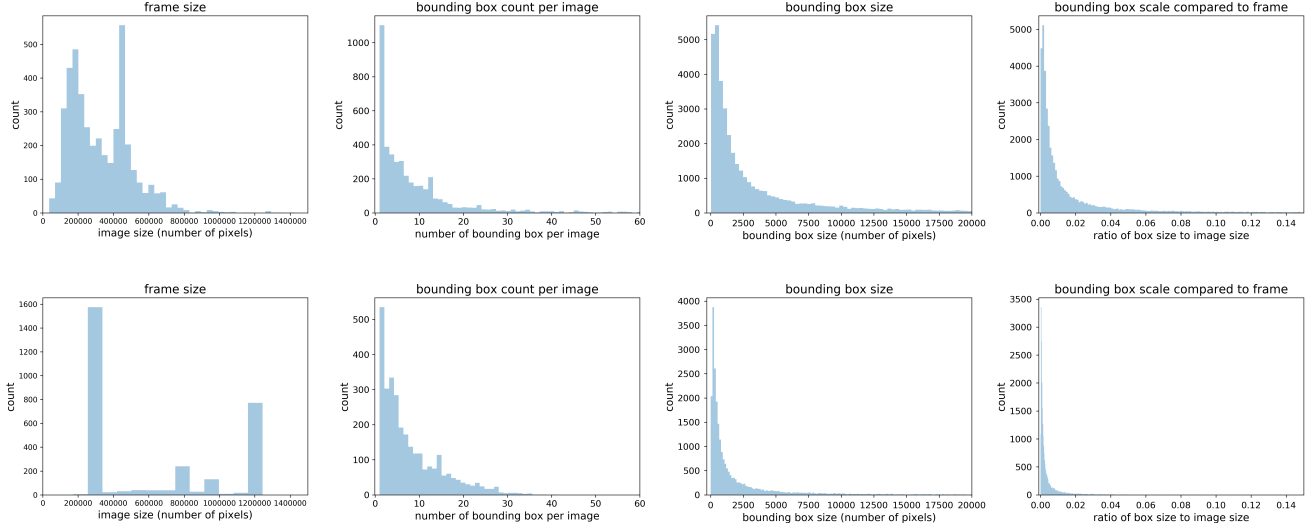 frame size
bounding box count per image
bounding box size
bounding box scale compared to frame
500
400
300
200
100
0
count
200000 400000 600000 800000 1000000 1200000 1400000
image size (number of pixels)
1000
800
600
400
200
0
count
0 10 20 30 40 50 60
number of bounding box per image
5000
4000
3000
2000
1000
0
count
0 2500 5000 7500 10000 12500 15000 17500 20000
bounding box size (number of pixels)
5000
4000
3000
2000
1000
0
count
0.00 0.02 0.04 0.06 0.08 0.10 0.12 0.14
ratio of box size to image size
frame size
bounding box count per image
bounding box size
bounding box scale compared to frame
1600
1400
1200
1000
800
600
400
200
0
count
0 200000 400000 600000 800000 1000000 1200000 1400000
image size (number of pixels)
500
400
300
200
100
0
count
0 10 20 30 40 50 60
number of bounding box per image
4000
3500
3000
2500
2000
1500
1000
500
0
count
0 2500 5000 7500 10000 12500 15000 17500 20000
bounding box size (number of pixels)
3500
3000
2500
2000
1500
1000
500
0
count
0.00 0.02 0.04 0.06 0.08 0.10 0.12 0.14
ratio of box size to image size